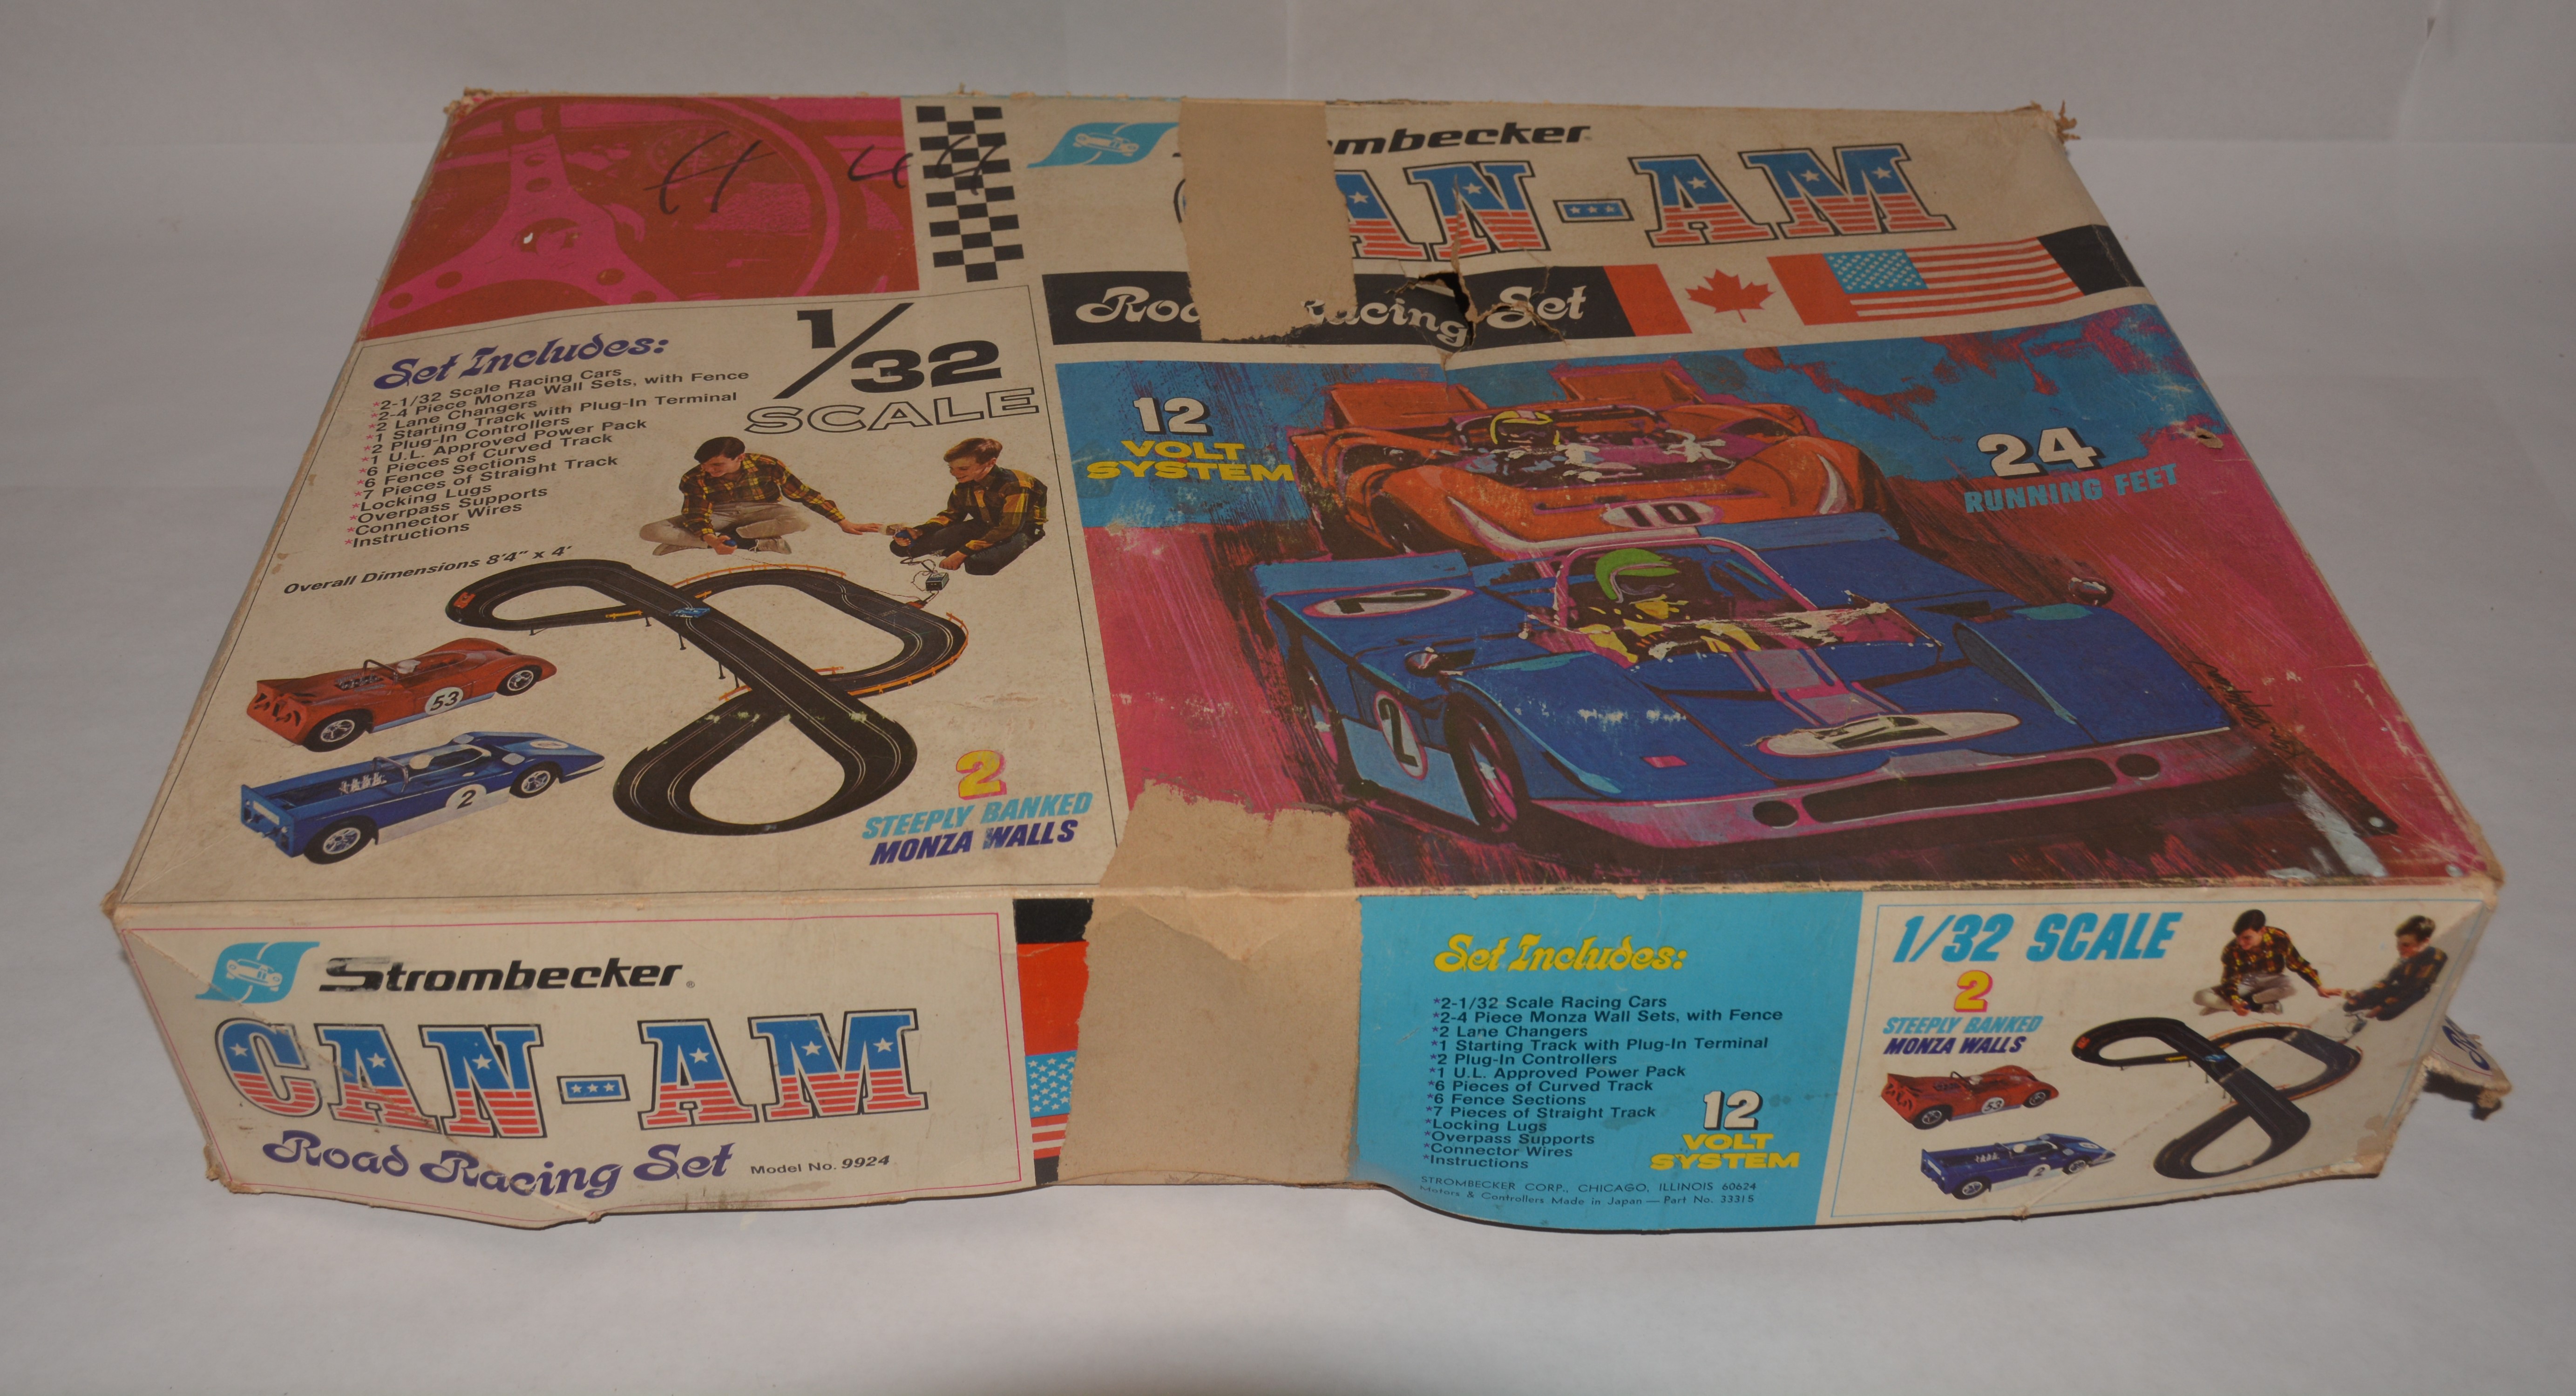 H 44
mbecker
AN-AM
Road Racing Set
1/32
SCALE
Set Includes:
*2-1/32 Scale Racing Cars
*2-4 Piece Monza Wall Sets, with Fence
*2 Lane Changers
*1 Starting Track with Plug-In Terminal
*2 Plug-In Controllers
*1 U.L. Approved Power Pack
*6 Pieces of Curved Track
*6 Fence Sections
*7 Pieces of Straight Track
*Locking Lugs
*Overpass Supports
*Connector Wires
*Instructions
Overall Dimensions 8'4" x 4'
53
2
2
STEEPLY BANKED
MONZA WALLS
12
VOLT
SYSTEM
24
RUNNING FEET
10
2
2
Strombecker®
CAN-AM
Road Racing Set
Model No. 9924
Set Includes:
*2-1/32 Scale Racing Cars
*2-4 Piece Monza Wall Sets, with Fence
*2 Lane Changers
*1 Starting Track with Plug-In Terminal
*2 Plug-In Controllers
*1 U.L. Approved Power Pack
*6 Pieces of Curved Track
*6 Fence Sections
*7 Pieces of Straight Track
*Locking Lugs
*Overpass Supports
*Connector Wires
*Instructions
12
VOLT
SYSTEM
STROMBECKER CORP., CHICAGO, ILLINOIS 60624
Motors & Controllers Made in Japan — Part No. 33315
1/32 SCALE
2
STEEPLY BANKED
MONZA WALLS
53
2